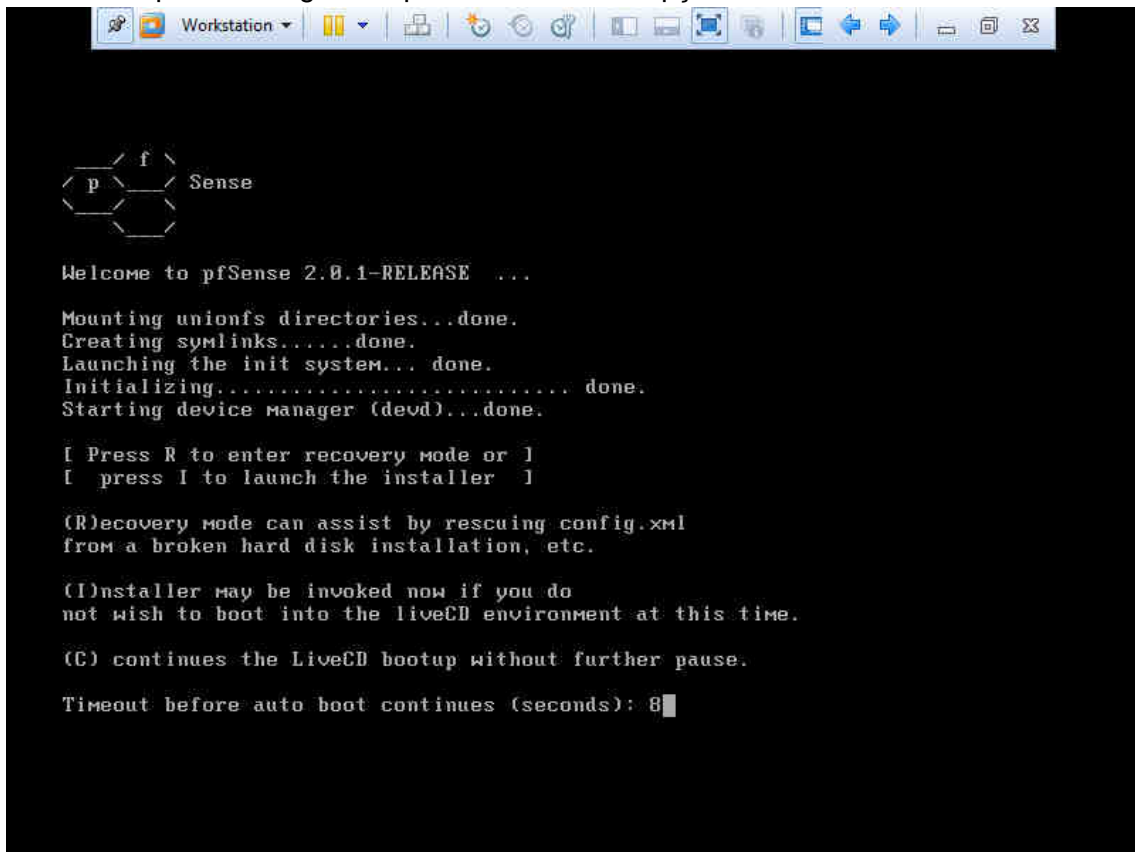 Workstation
___/ f \
/ p \___/ Sense
\___/   \
    \___/
Welcome to pfSense 2.0.1-RELEASE ...
Mounting unionfs directories...done.
Creating symlinks......done.
Launching the init system... done.
Initializing............................ done.
Starting device manager (devd)...done.
[ Press R to enter recovery mode or ]
[  press I to launch the installer  ]
(R)ecovery mode can assist by rescuing config.xml
from a broken hard disk installation, etc.
(I)nstaller may be invoked now if you do
not wish to boot into the liveCD environment at this time.
(C) continues the LiveCD bootup without further pause.
Timeout before auto boot continues (seconds): 8